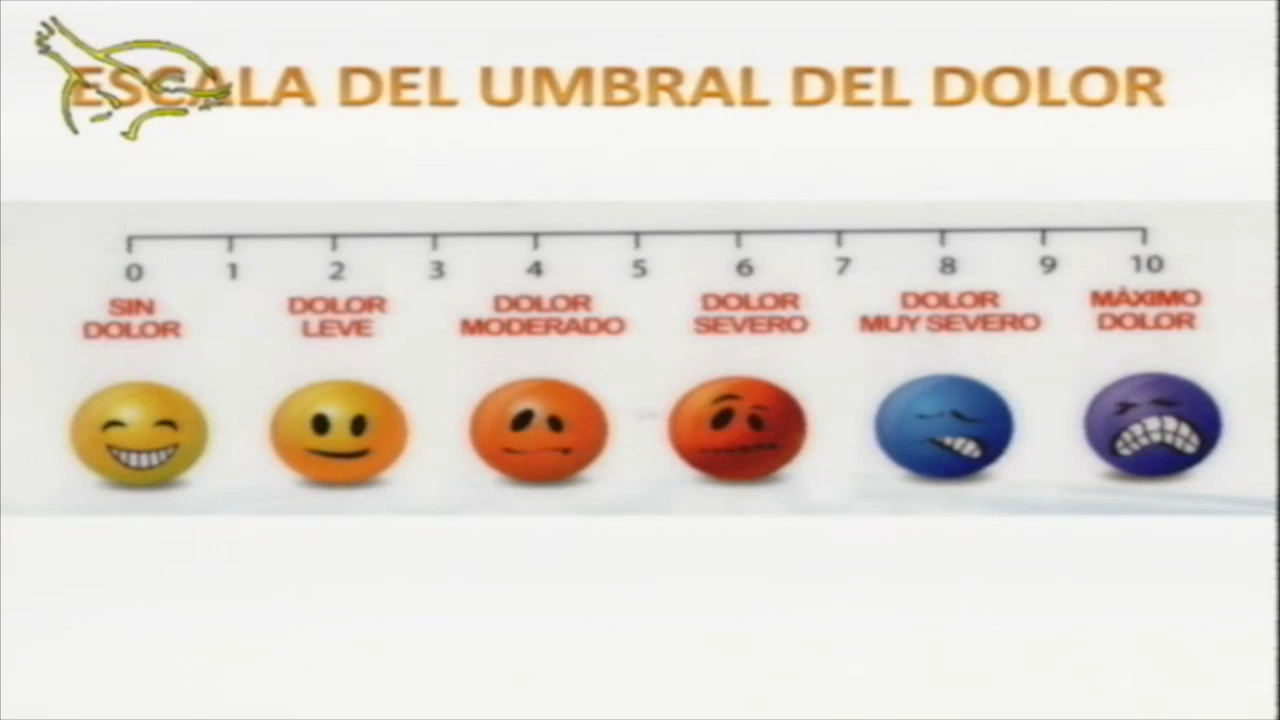 ESCALA DEL UMBRAL DEL DOLOR
0 1 2 3 4 5 6 7 8 9 10
SIN DOLOR
DOLOR LEVE
DOLOR MODERADO
DOLOR SEVERO
DOLOR MUY SEVERO
MÁXIMO DOLOR